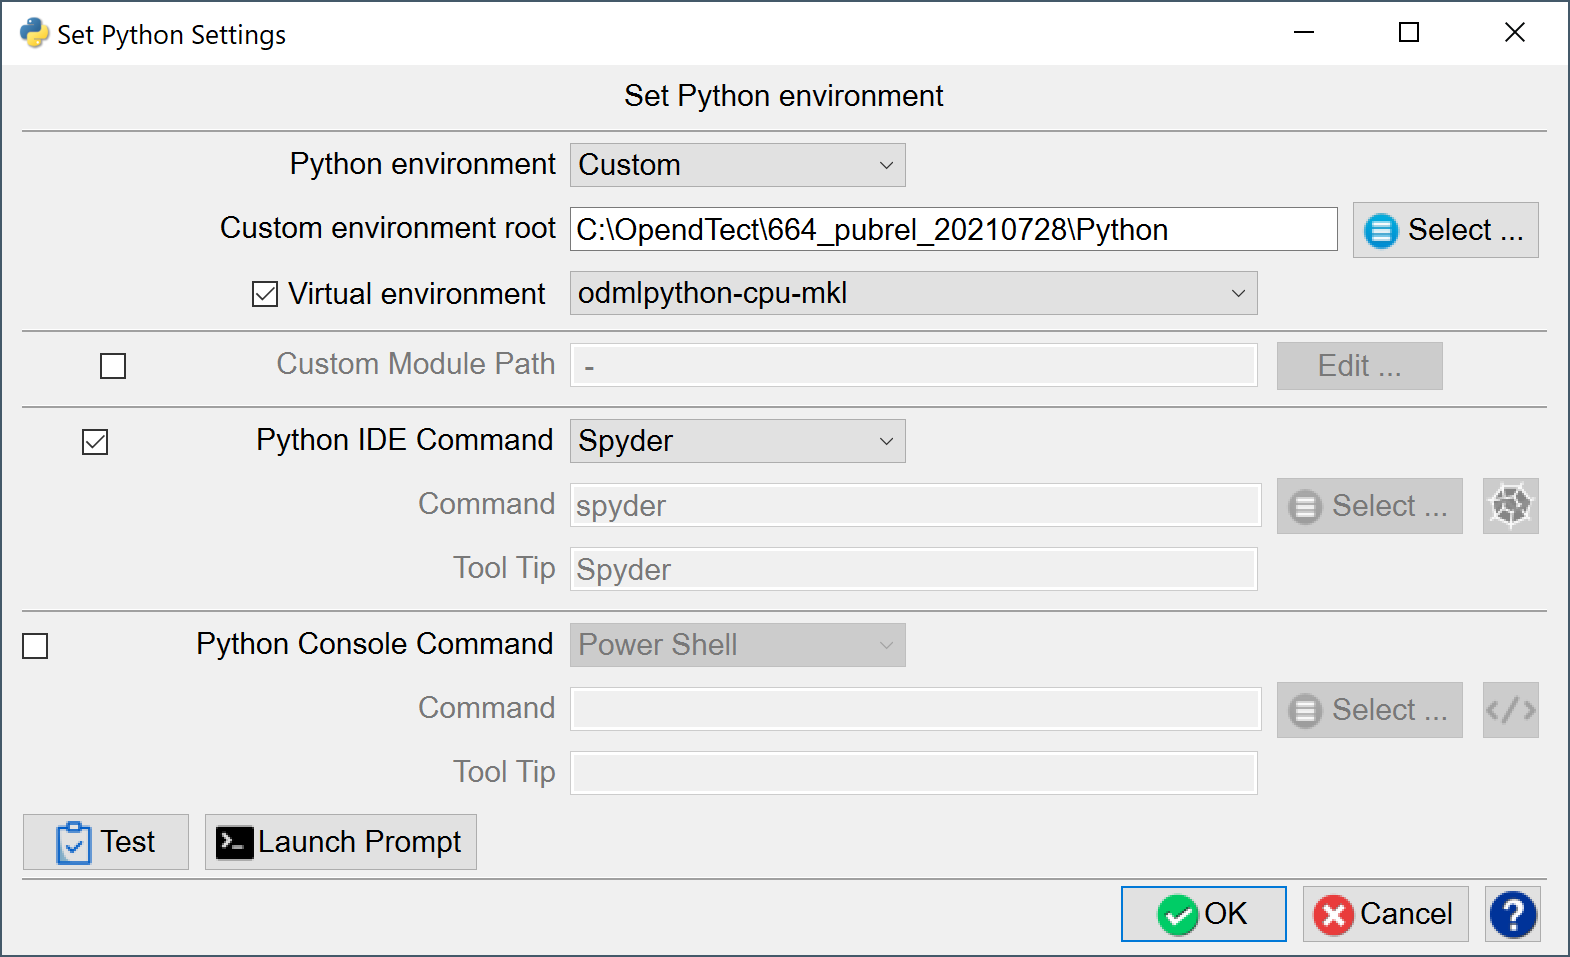 Set Python Settings
Set Python environment
Python environment Custom
Custom environment root C:\OpendTect\664_pubrel_20210728\Python Select ...
Virtual environment odmlpython-cpu-mkl
Custom Module Path - Edit ...
Python IDE Command Spyder
Command spyder Select ...
Tool Tip Spyder
Python Console Command Power Shell
Command Select ... </>
Tool Tip
Test >_ Launch Prompt
OK Cancel ?